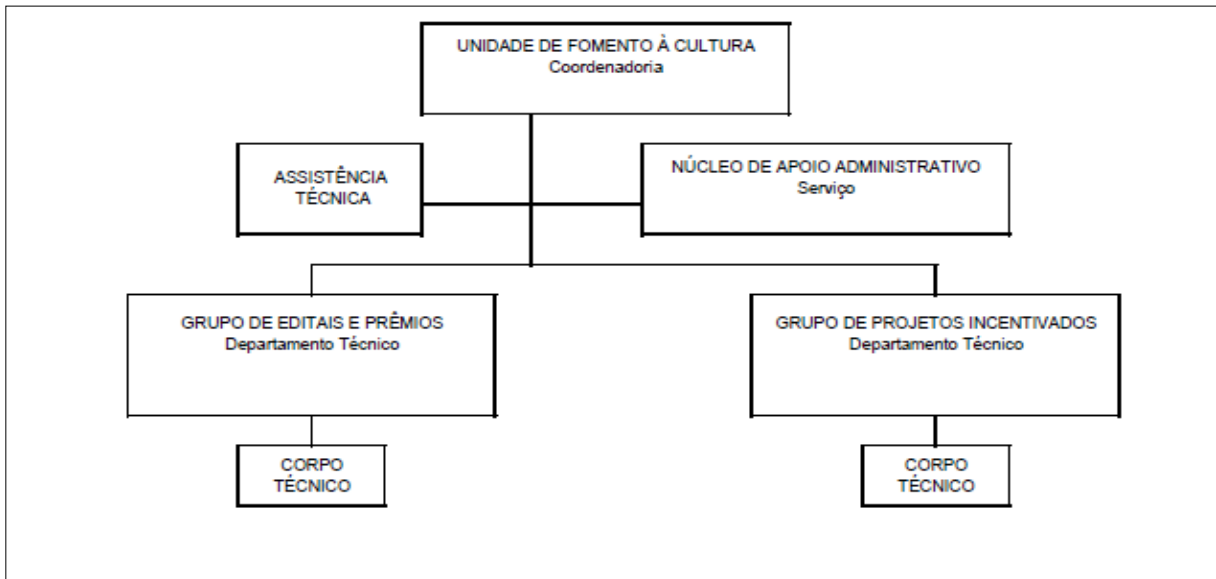 UNIDADE DE FOMENTO À CULTURA
Coordenadoria
ASSISTÊNCIA
TÉCNICA
NÚCLEO DE APOIO ADMINISTRATIVO
Serviço
GRUPO DE EDITAIS E PRÊMIOS
Departamento Técnico
GRUPO DE PROJETOS INCENTIVADOS
Departamento Técnico
CORPO
TÉCNICO
CORPO
TÉCNICO